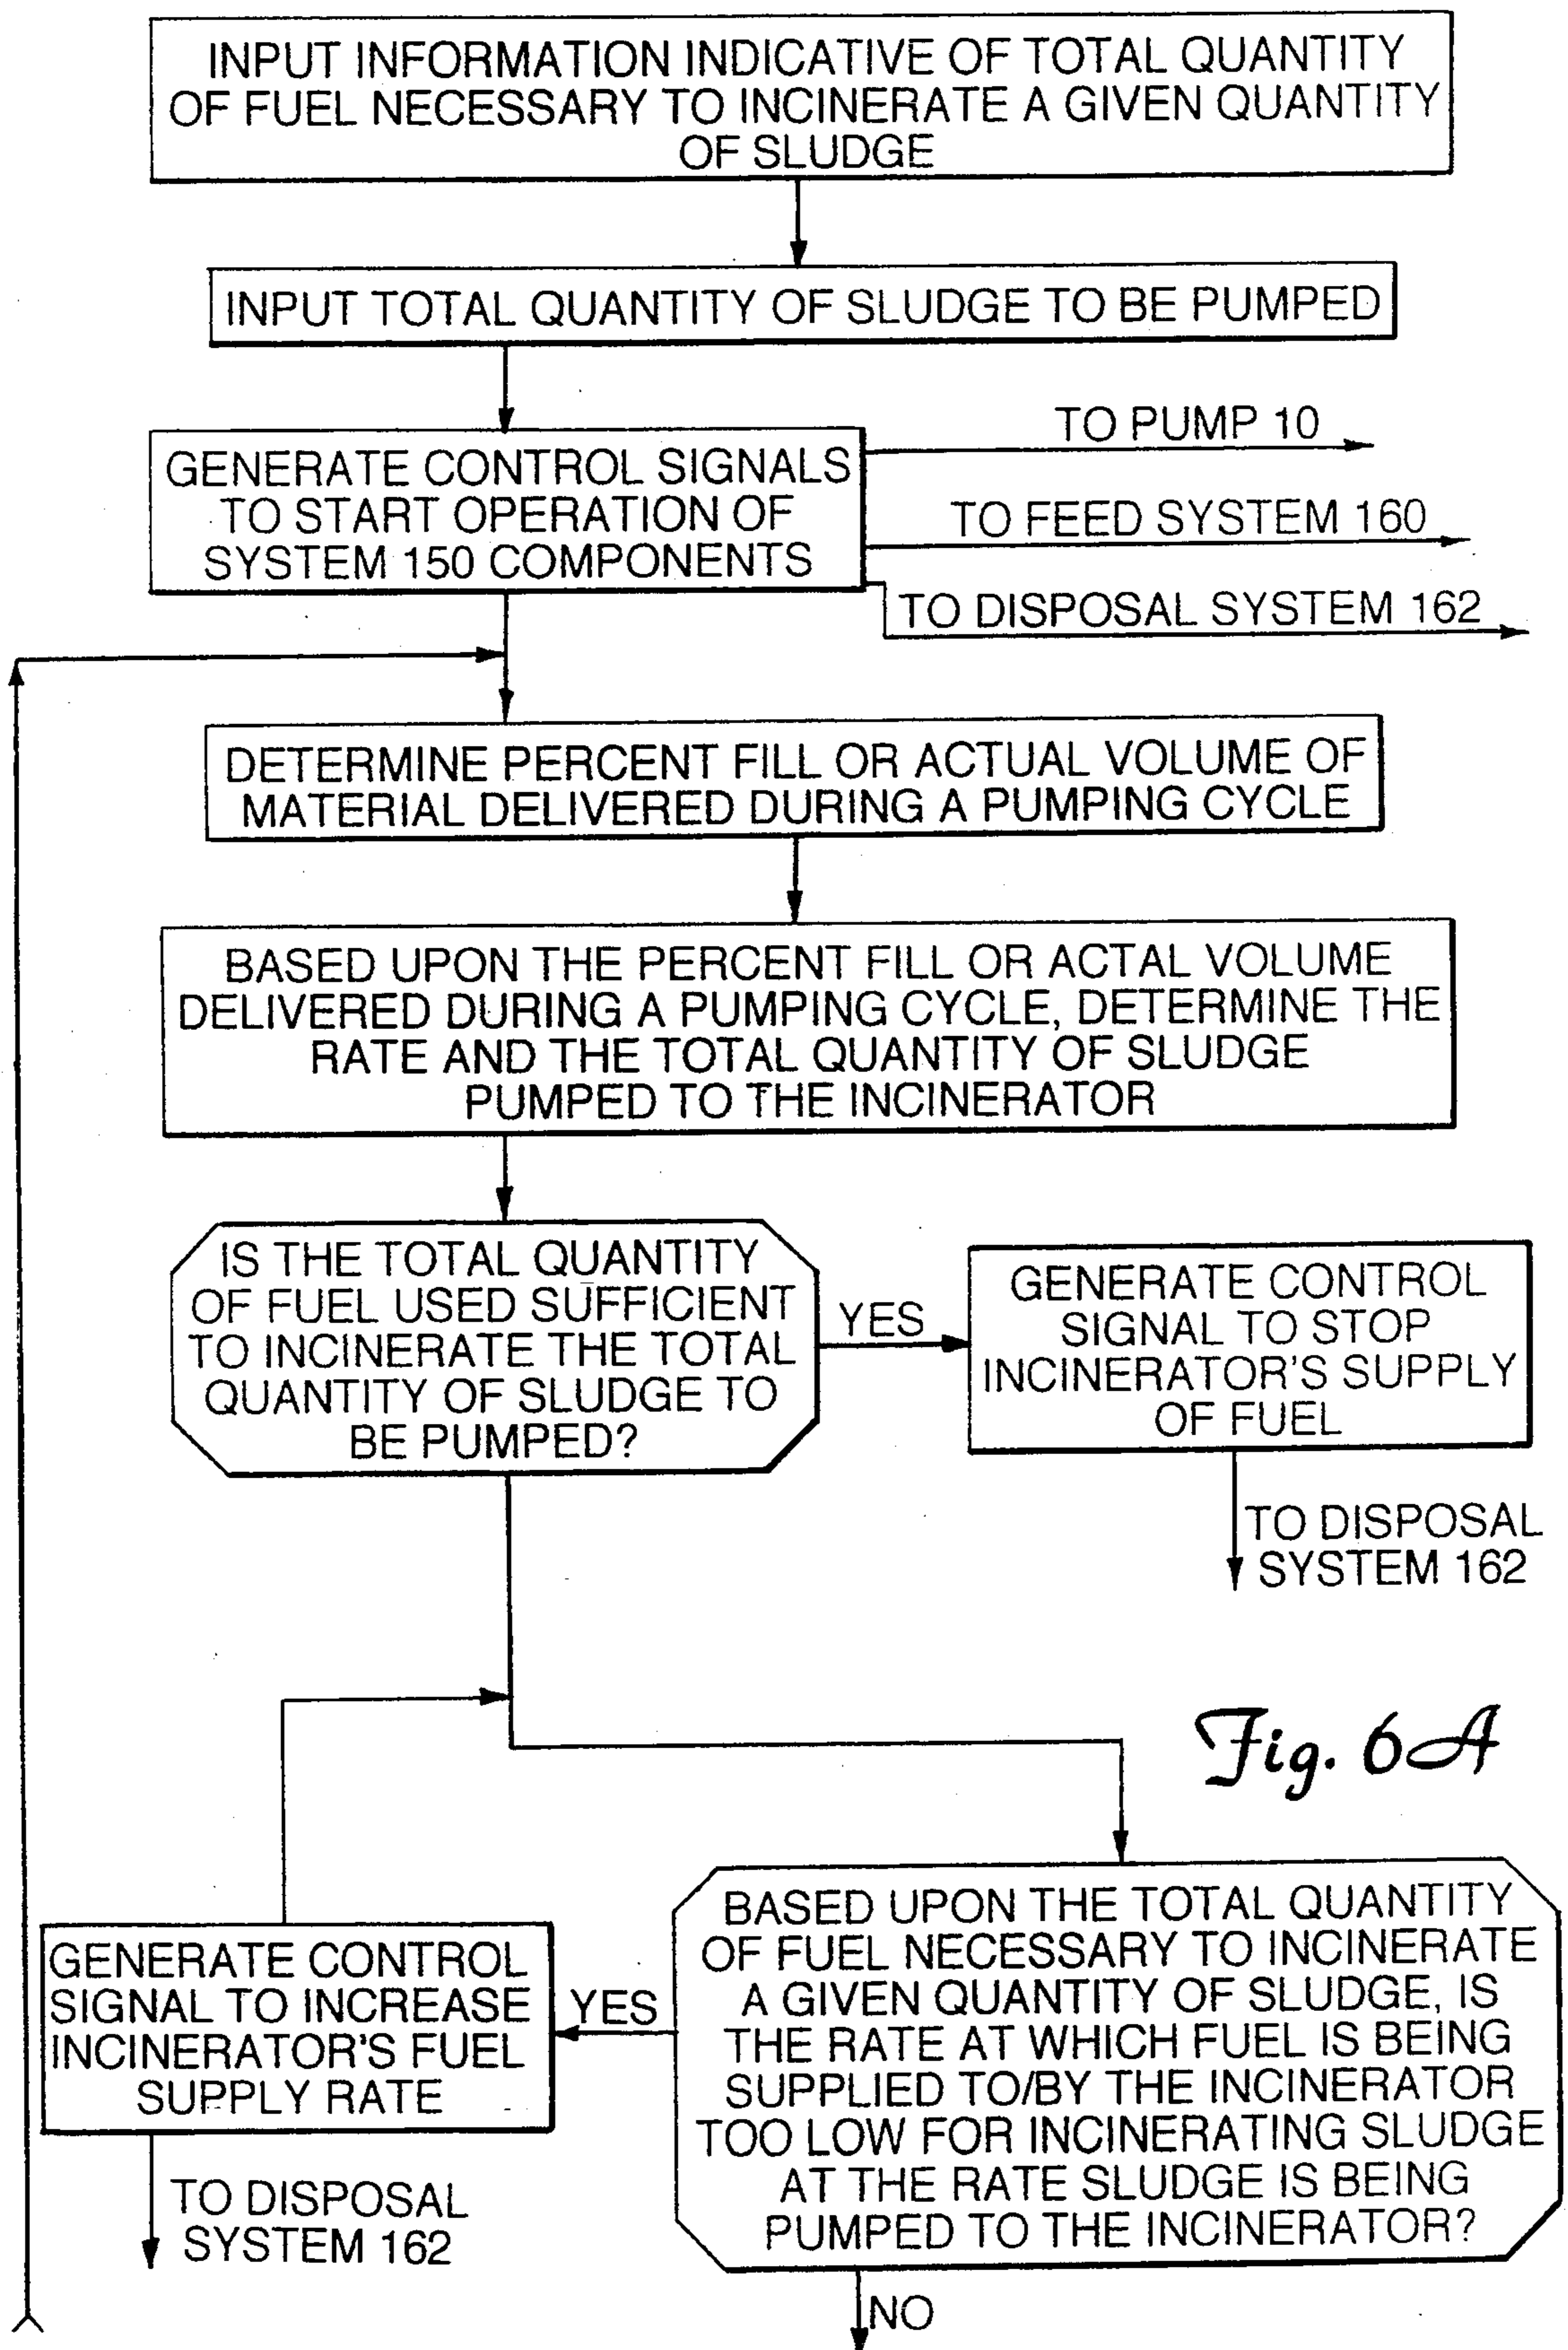 INPUT INFORMATION INDICATIVE OF TOTAL QUANTITY
OF FUEL NECESSARY TO INCINERATE A GIVEN QUANTITY
OF SLUDGE
INPUT TOTAL QUANTITY OF SLUDGE TO BE PUMPED
GENERATE CONTROL SIGNALS
TO START OPERATION OF
SYSTEM 150 COMPONENTS
TO PUMP 10
TO FEED SYSTEM 160
TO DISPOSAL SYSTEM 162
DETERMINE PERCENT FILL OR ACTUAL VOLUME OF
MATERIAL DELIVERED DURING A PUMPING CYCLE
BASED UPON THE PERCENT FILL OR ACTAL VOLUME
DELIVERED DURING A PUMPING CYCLE, DETERMINE THE
RATE AND THE TOTAL QUANTITY OF SLUDGE
PUMPED TO THE INCINERATOR
IS THE TOTAL QUANTITY
OF FUEL USED SUFFICIENT
TO INCINERATE THE TOTAL
QUANTITY OF SLUDGE TO
BE PUMPED?
YES
GENERATE CONTROL
SIGNAL TO STOP
INCINERATOR'S SUPPLY
OF FUEL
TO DISPOSAL
SYSTEM 162
Fig. 6A
BASED UPON THE TOTAL QUANTITY
OF FUEL NECESSARY TO INCINERATE
A GIVEN QUANTITY OF SLUDGE, IS
THE RATE AT WHICH FUEL IS BEING
SUPPLIED TO/BY THE INCINERATOR
TOO LOW FOR INCINERATING SLUDGE
AT THE RATE SLUDGE IS BEING
PUMPED TO THE INCINERATOR?
YES
GENERATE CONTROL
SIGNAL TO INCREASE
INCINERATOR'S FUEL
SUPPLY RATE
TO DISPOSAL
SYSTEM 162
NO